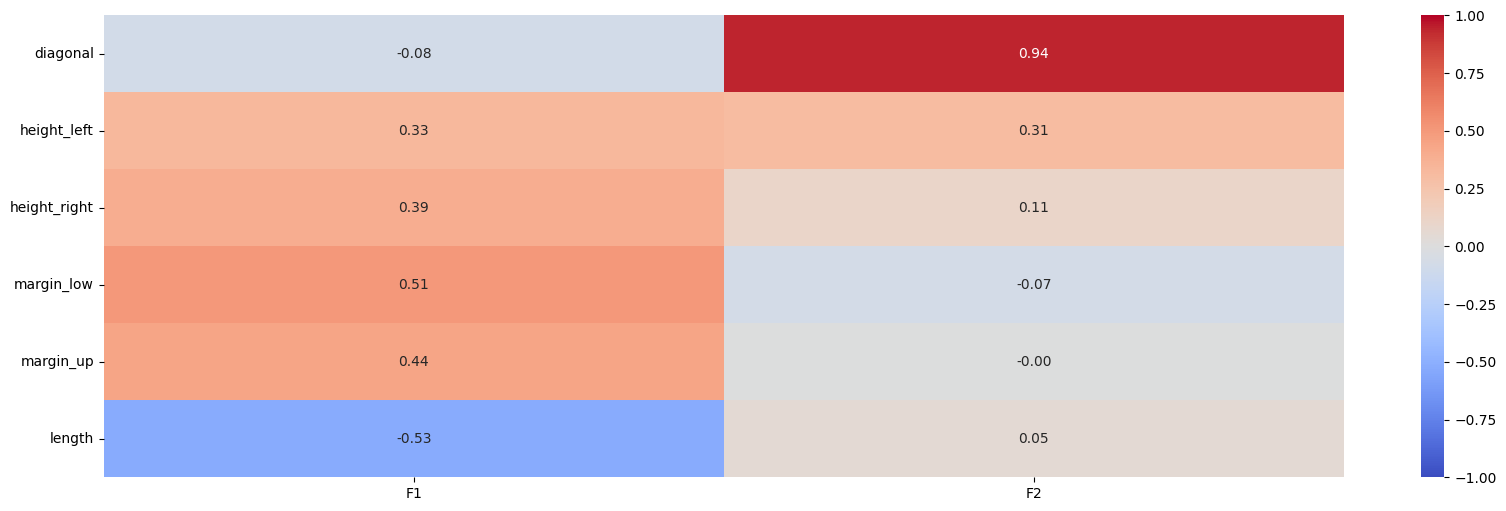 diagonal -0.08 0.94
height_left 0.33 0.31
height_right 0.39 0.11
margin_low 0.51 -0.07
margin_up 0.44 -0.00
length -0.53 0.05
F1 F2
1.00
0.75
0.50
0.25
0.00
−0.25
−0.50
−0.75
−1.00